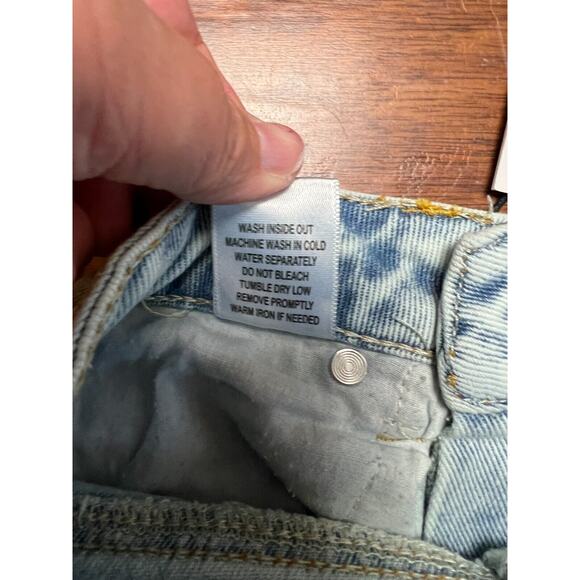 WASH INSIDE OUT
MACHINE WASH IN COLD
WATER SEPARATELY
DO NOT BLEACH
TUMBLE DRY LOW
REMOVE PROMPTLY
WARM IRON IF NEEDED